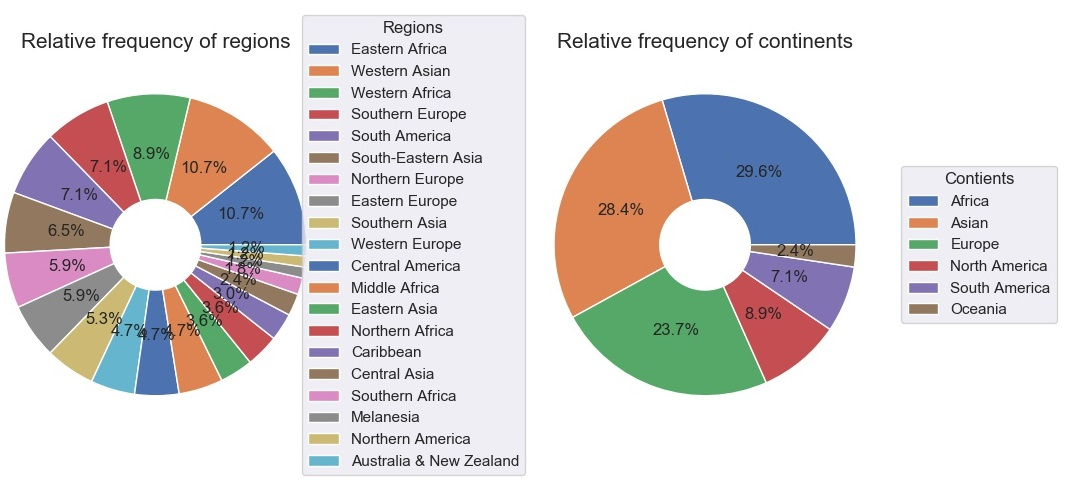 Relative frequency of regions
10.7%
10.7%
8.9%
7.1%
7.1%
6.5%
5.9%
5.9%
5.3%
4.7%
4.7%
4.7%
3.6%
3.6%
3.0%
2.4%
1.2%
Regions
Eastern Africa
Western Asian
Western Africa
Southern Europe
South America
South-Eastern Asia
Northern Europe
Eastern Europe
Southern Asia
Western Europe
Central America
Middle Africa
Eastern Asia
Northern Africa
Caribbean
Central Asia
Southern Africa
Melanesia
Northern America
Australia & New Zealand
Relative frequency of continents
29.6%
28.4%
23.7%
8.9%
7.1%
2.4%
Contients
Africa
Asian
Europe
North America
South America
Oceania